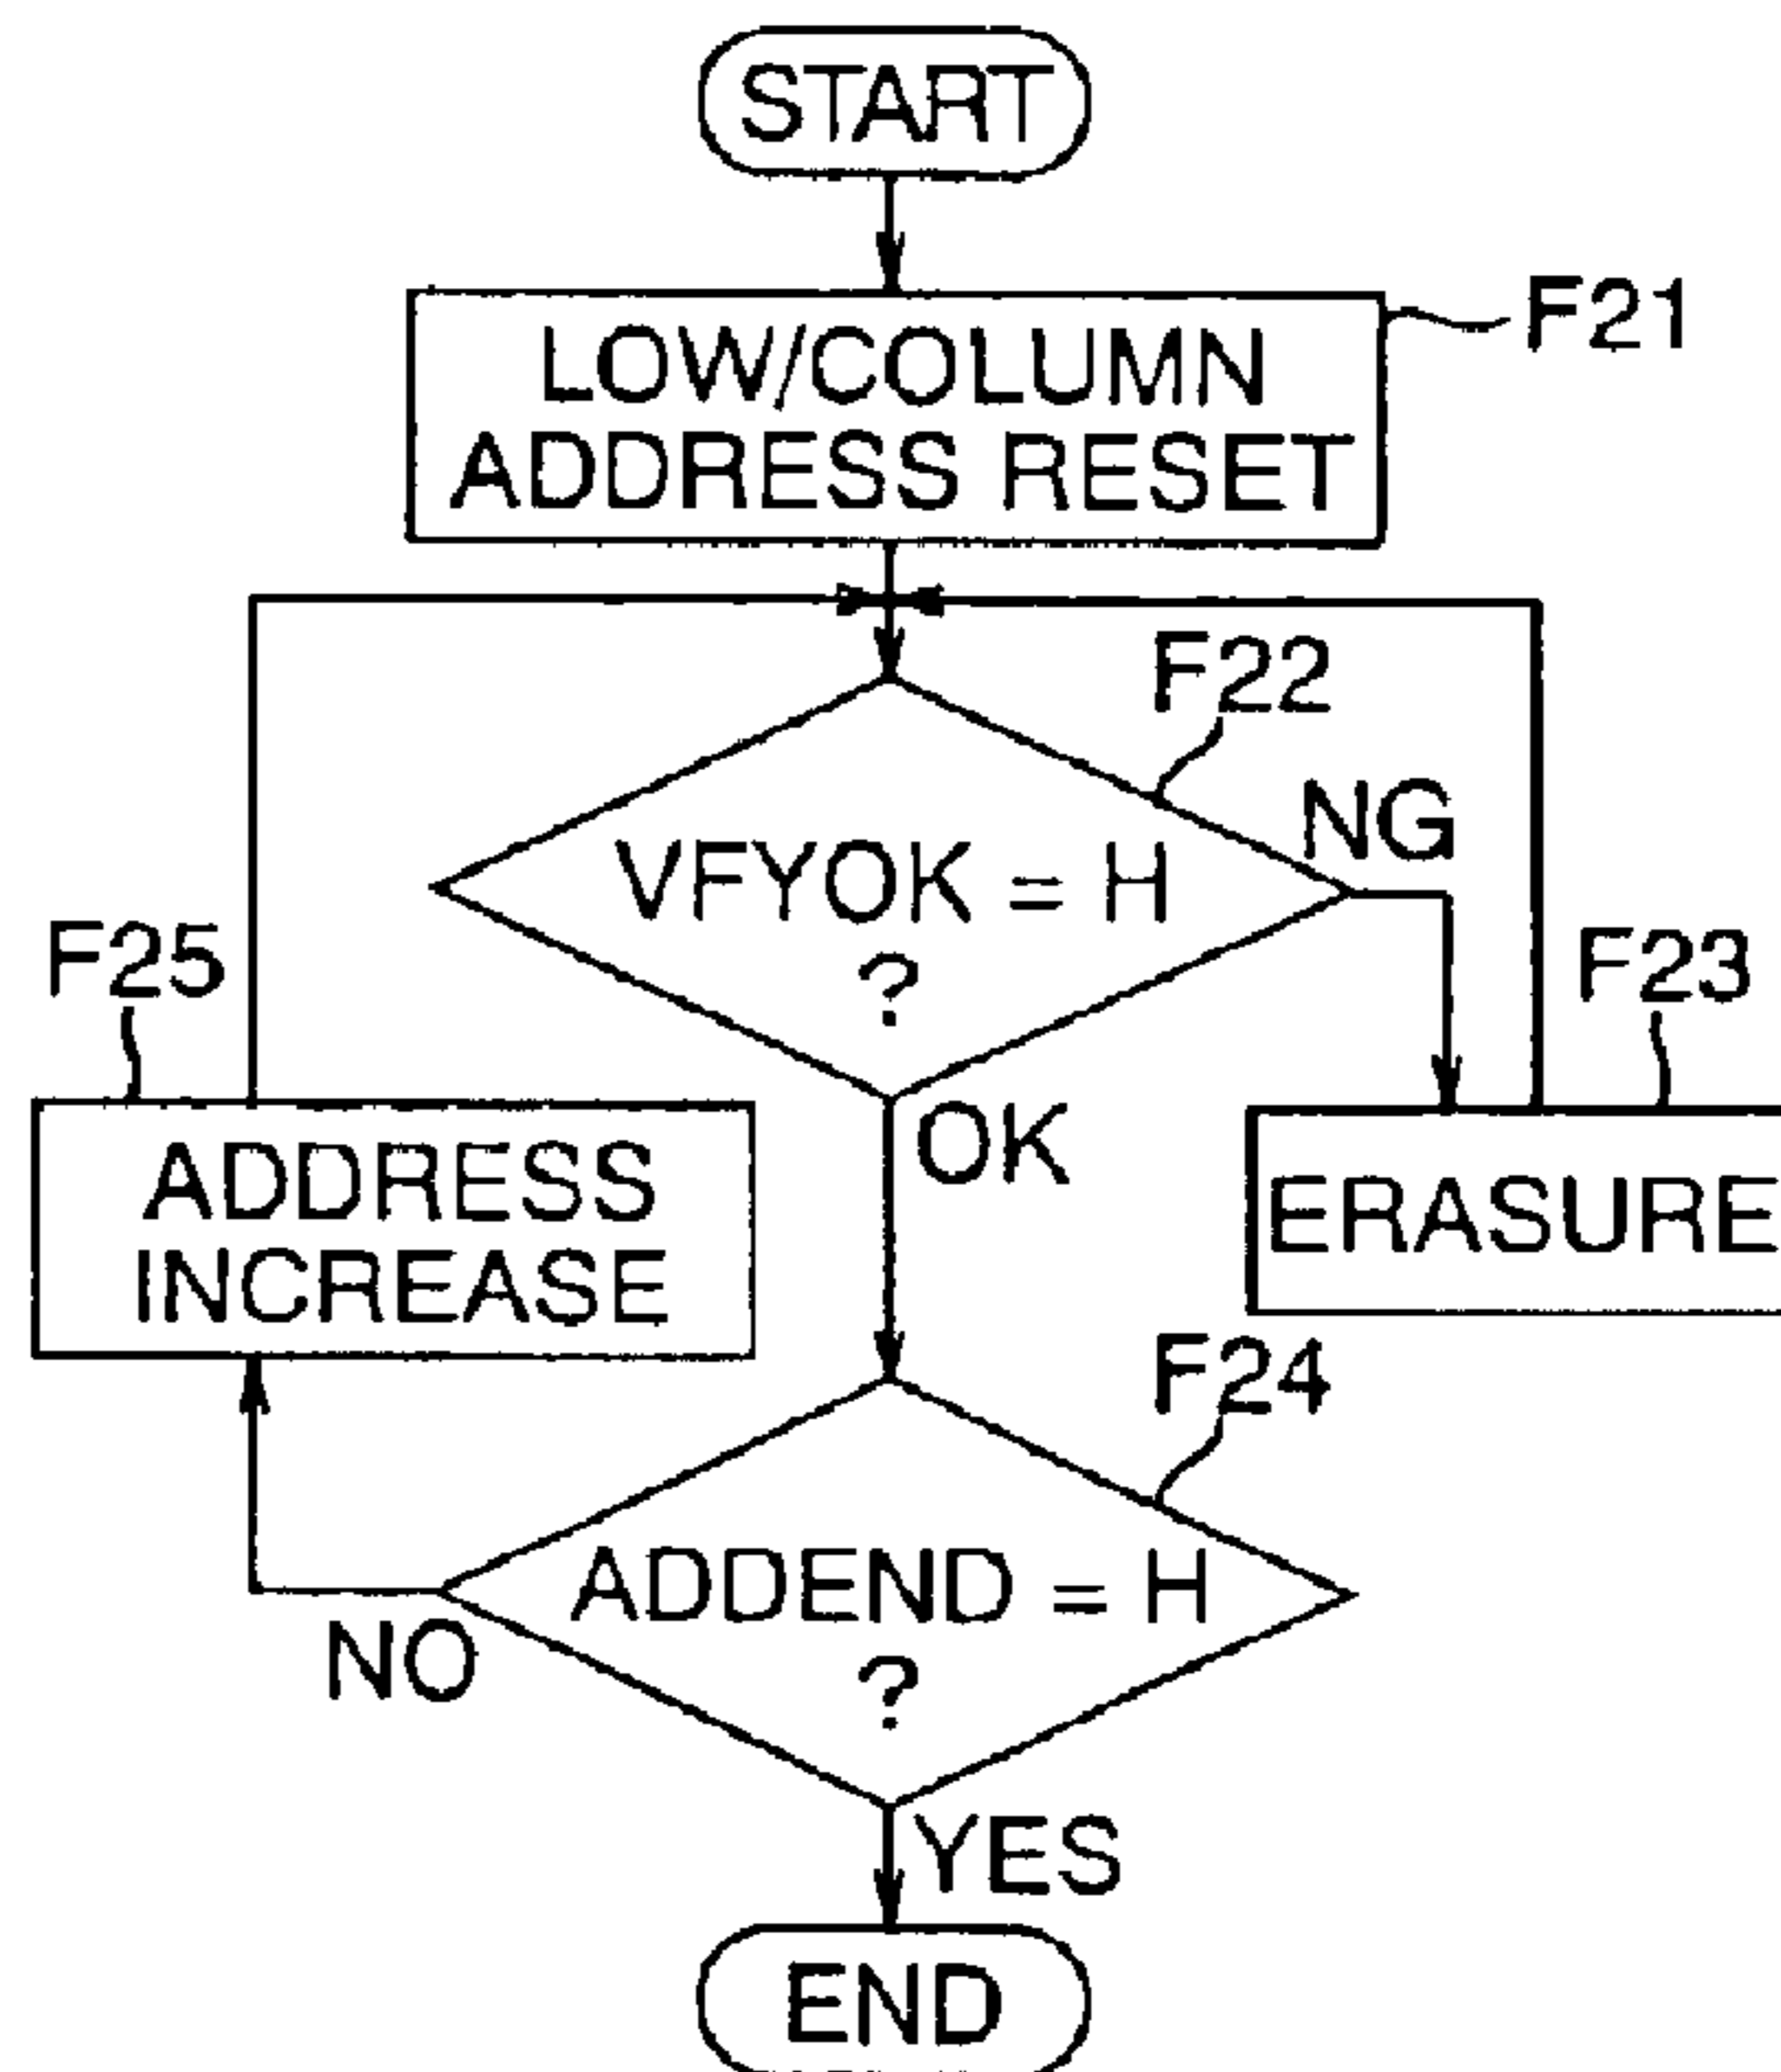 START
LOW/COLUMN
ADDRESS RESET
F21
F22
VFYOK = H
?
NG
OK
F25
ADDRESS
INCREASE
F23
ERASURE
F24
ADDEND = H
?
NO
YES
END